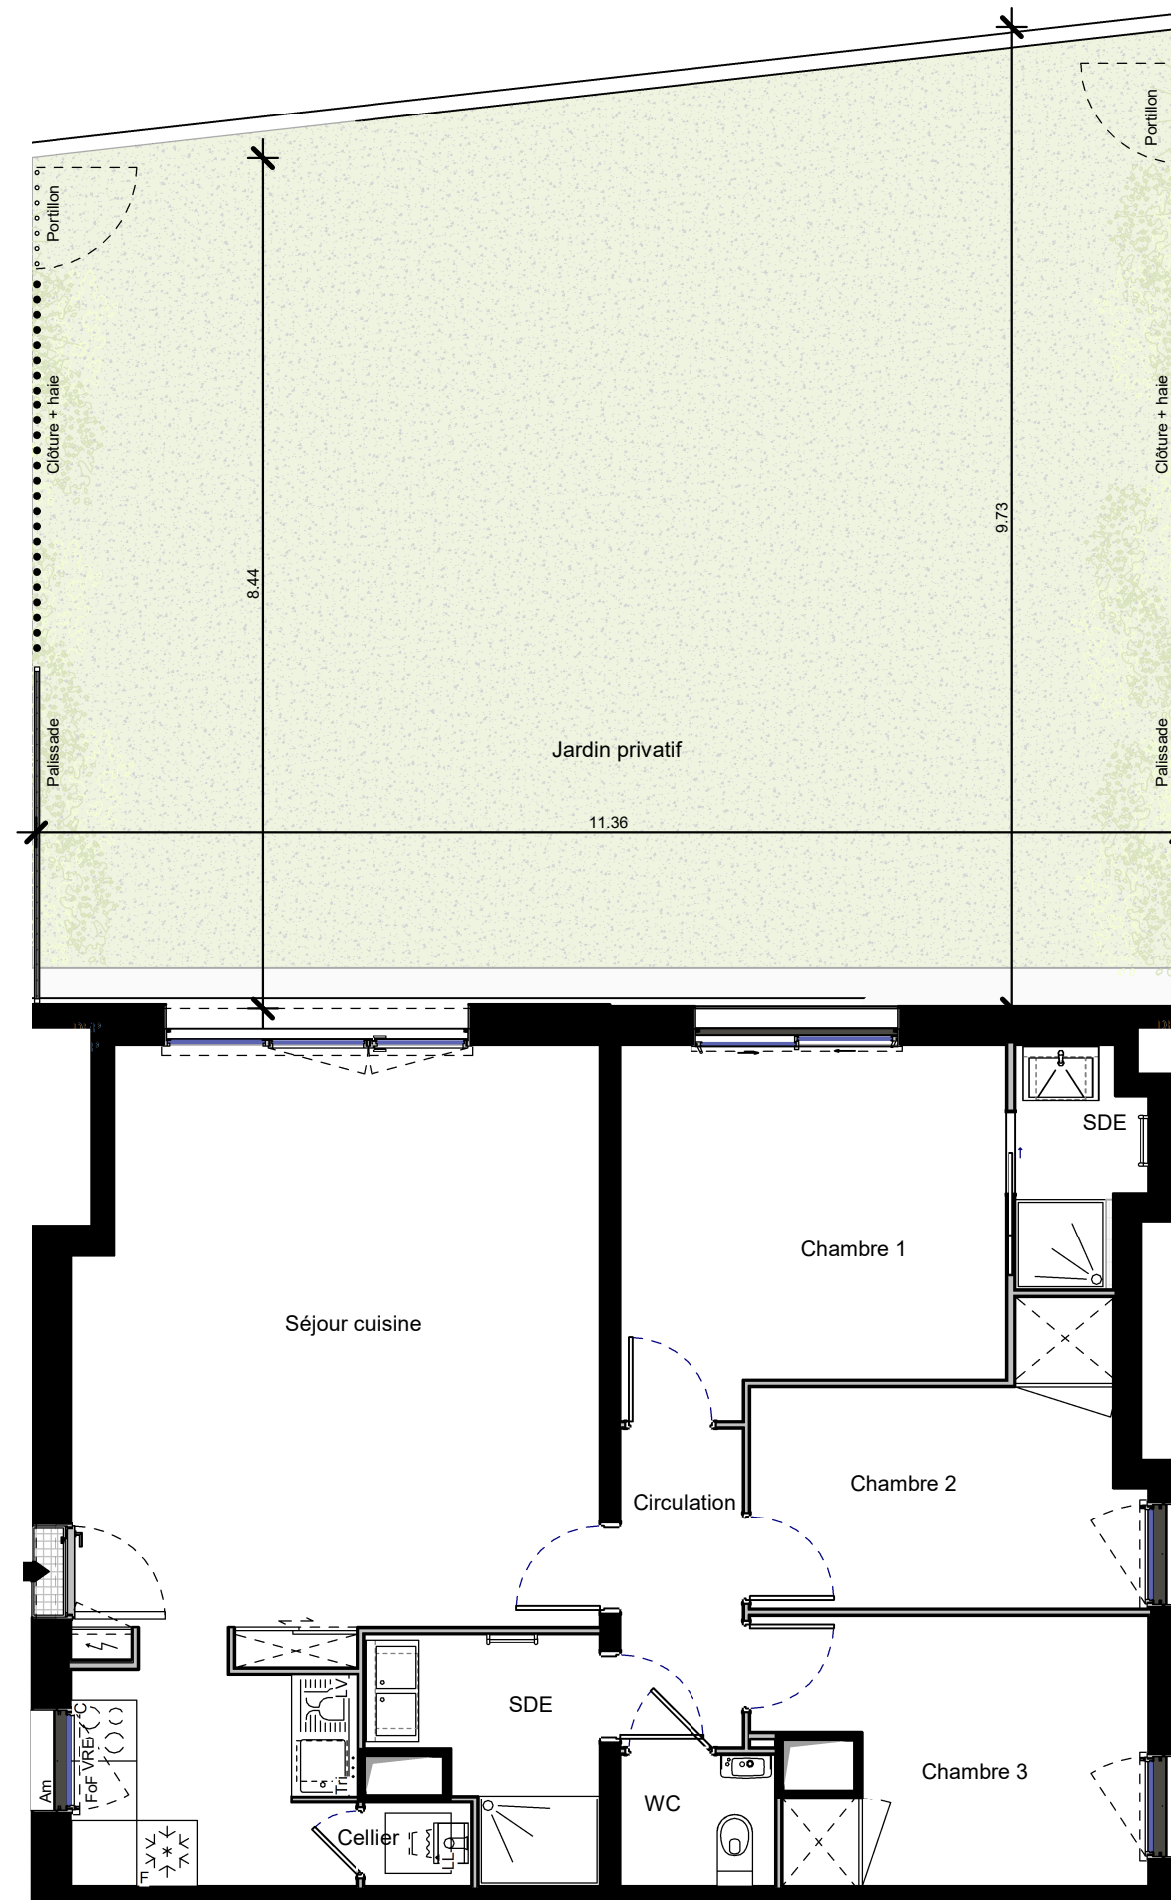 Portillon
Portillon
Clôture + haie
Clôture + haie
9.73
8.44
Palissade
Palissade
Jardin privatif
11.36
SDE
Chambre 1
Séjour cuisine
Chambre 2
Circulation
SDE
LV
C
VRE
FoF
Am
Tri
Chambre 3
WC
Cellier
LL
F